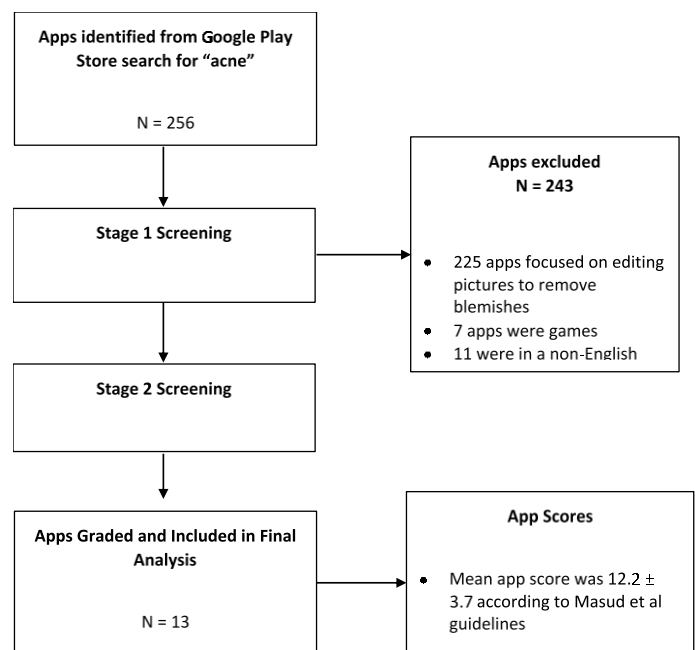 Apps identified from Google Play
Store search for “acne”
N = 256
Apps excluded
N = 243
• 225 apps focused on editing
pictures to remove
blemishes
• 7 apps were games
• 11 were in a non-English
Stage 1 Screening
Stage 2 Screening
Apps Graded and Included in Final
Analysis
N = 13
App Scores
• Mean app score was 12.2 ±
3.7 according to Masud et al
guidelines